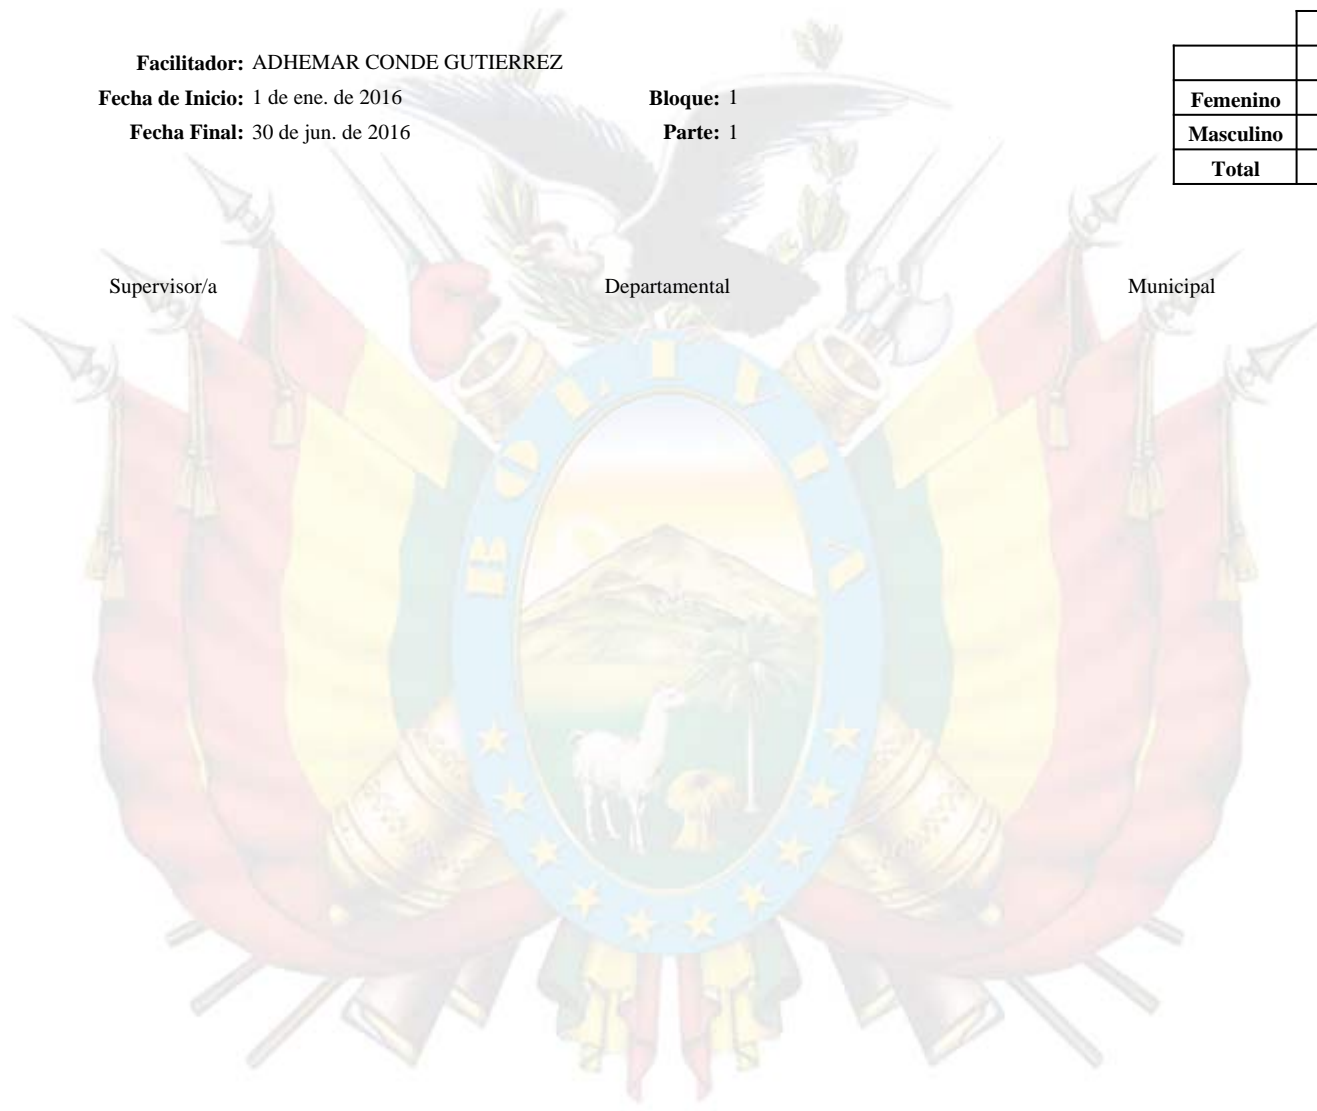 Facilitador: ADHEMAR CONDE GUTIERREZ
Fecha de Inicio: 1 de ene. de 2016 Bloque: 1
Fecha Final: 30 de jun. de 2016 Parte: 1
Femenino
Masculino
Total
Supervisor/a Departamental Municipal
BOLIVIA